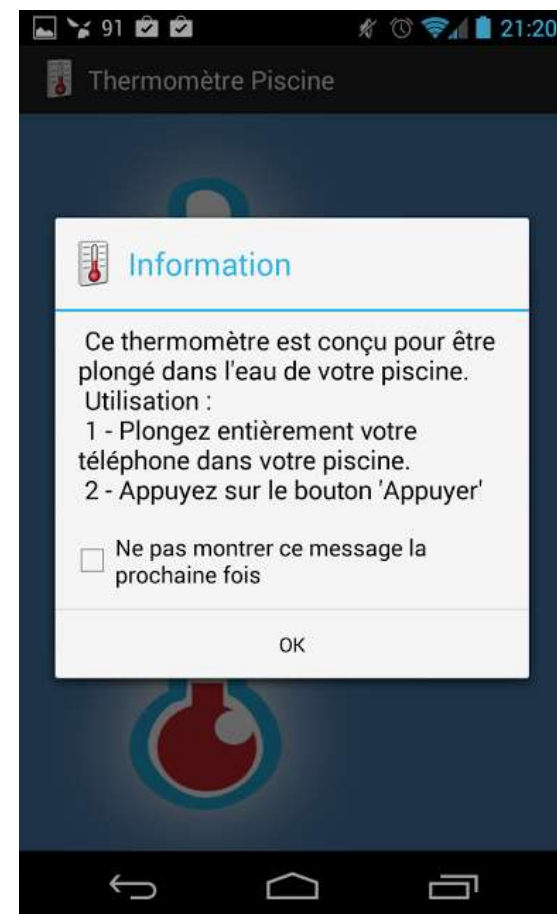 91
21:20
Thermomètre Piscine
Information
Ce thermomètre est conçu pour être
plongé dans l'eau de votre piscine.
Utilisation :
1 - Plongez entièrement votre
téléphone dans votre piscine.
2 - Appuyez sur le bouton 'Appuyer'
Ne pas montrer ce message la
prochaine fois
OK